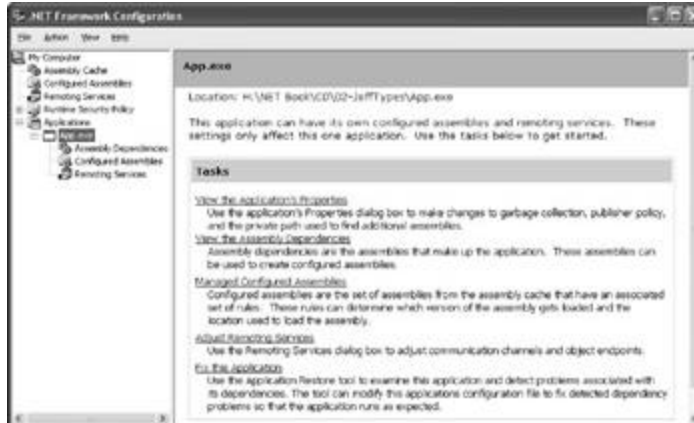 .NET Framework Configuration
File Action View Help
My Computer
Assembly Cache
Configured Assemblies
Remoting Services
Runtime Security Policy
Applications
App.exe
Assembly Dependencies
Configured Assemblies
Remoting Services
App.exe
Location: H:\.NET Book\CD\02-JeffTypes\App.exe
This application can have its own configured assemblies and remoting services. These
settings only affect this one application. Use the tasks below to get started.
Tasks
View the Application's Properties
Use the application's Properties dialog box to make changes to garbage collection, publisher policy,
and the private path used to find additional assemblies.
View the Assembly Dependencies
Assembly dependencies are the assemblies that make up the application. These assemblies can
be used to create configured assemblies.
Managed Configured Assemblies
Configured assemblies are the set of assemblies from the assembly cache that have an associated
set of rules. These rules can determine which version of the assembly gets loaded and the
location used to load the assembly.
Adjust Remoting Services
Use the Remoting Services dialog box to adjust communication channels and object endpoints.
Fix this Application
Use the Application Restore tool to examine this application and detect problems associated with
its dependencies. The tool can modify this applications configuration file to fix detected dependency
problems so that the application runs as expected.